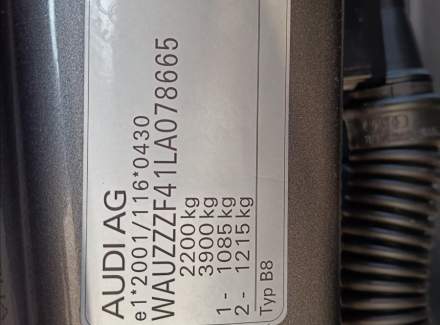 AUDI AG
e1*2001/116*0430
WAUZZZF41LA078665
2200 kg
3900 kg
1 - 1085 kg
2 - 1215 kg
Typ B8